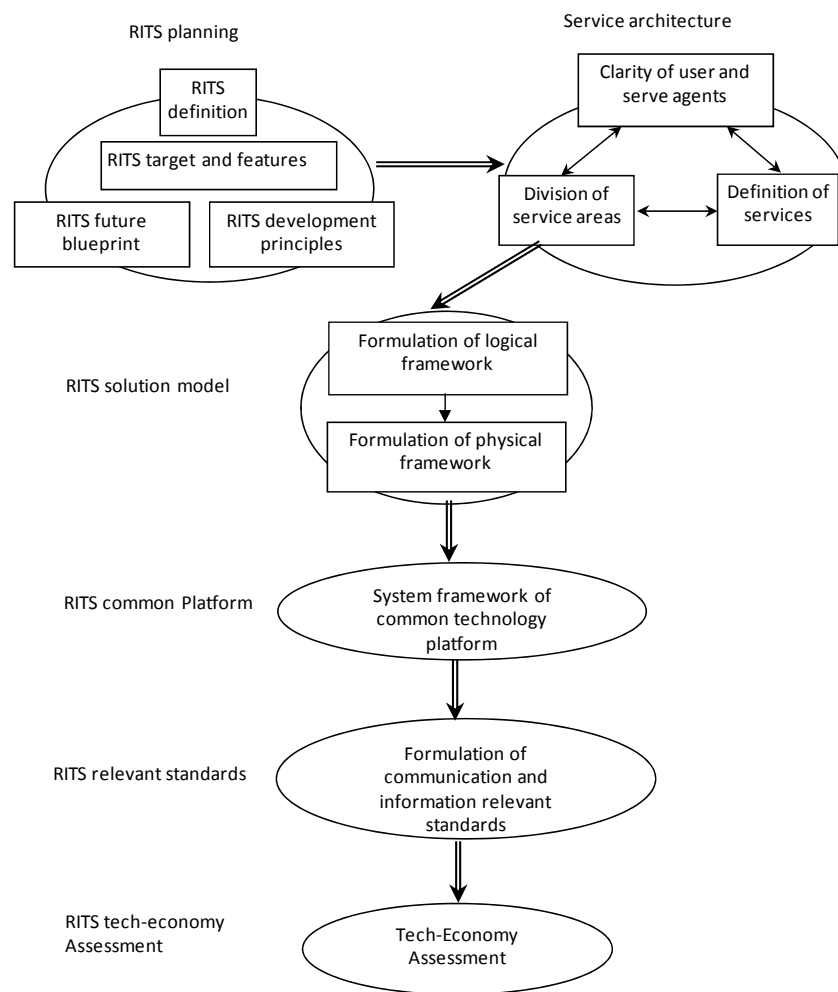 RITS planning
Service architecture
RITS
definition
RITS target and features
RITS future
blueprint
RITS development
principles
Clarity of user and
serve agents
Division of
service areas
Definition of
services
RITS solution model
Formulation of logical
framework
Formulation of physical
framework
RITS common Platform
System framework of
common technology
platform
RITS relevant standards
Formulation of
communication and
information relevant
standards
RITS tech-economy
Assessment
Tech-Economy
Assessment